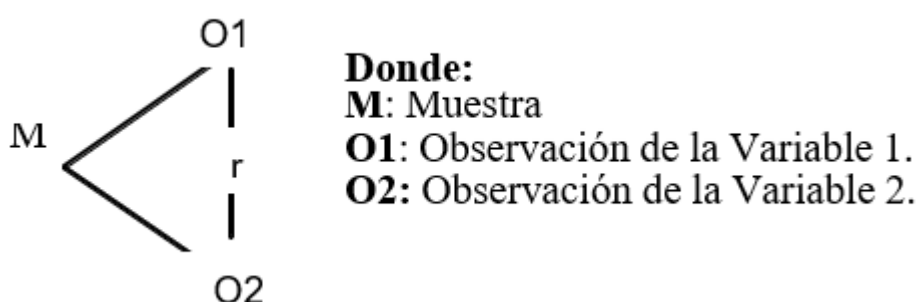 O1
M
r
O2
Donde:
M: Muestra
O1: Observación de la Variable 1.
O2: Observación de la Variable 2.